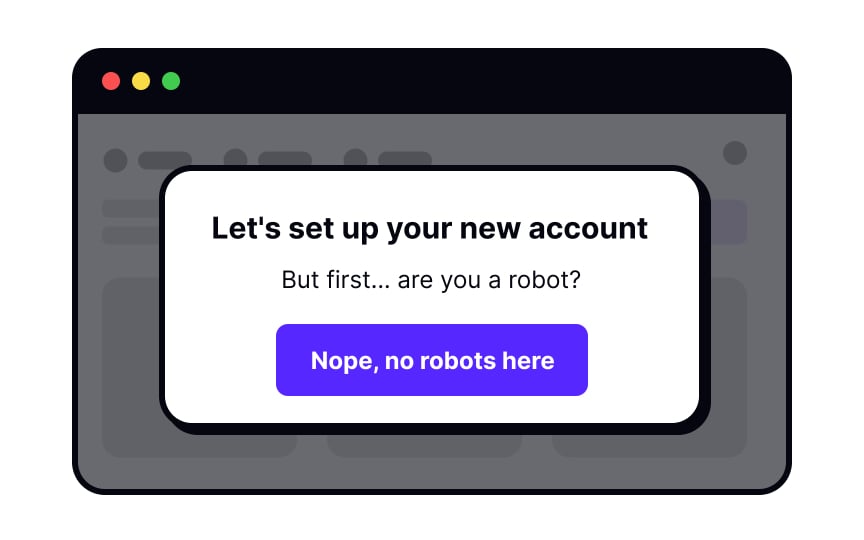 Let's set up your new account
But first... are you a robot?
Nope, no robots here